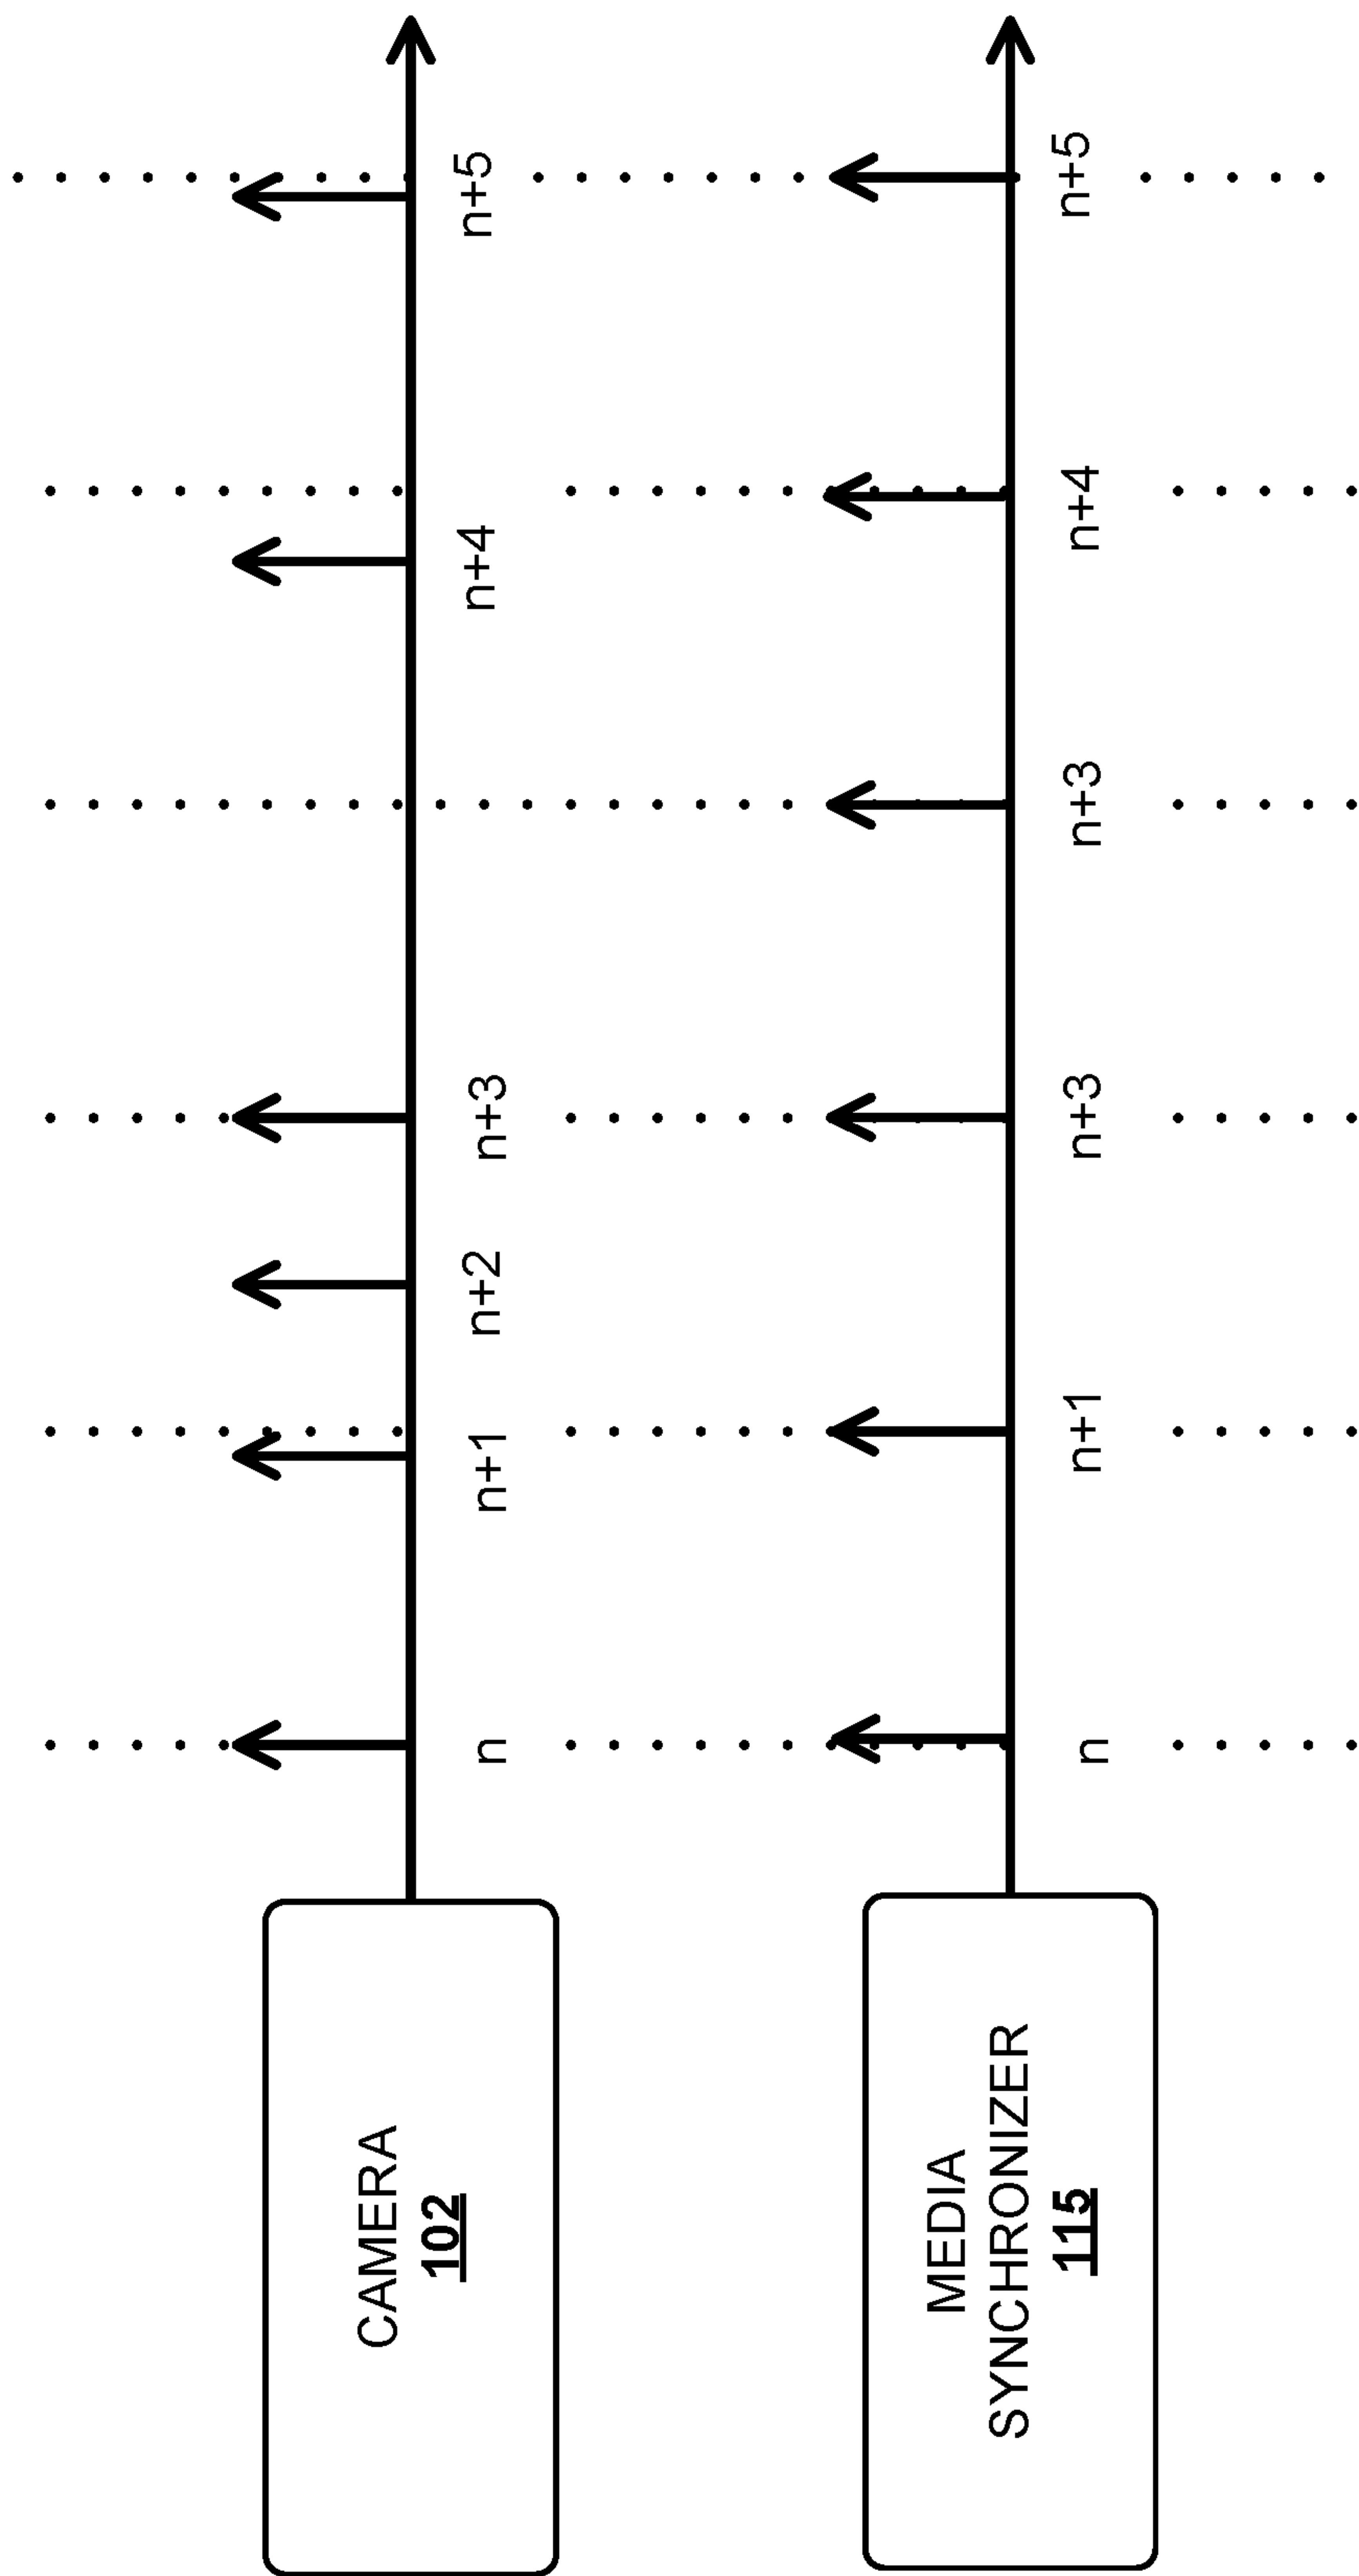 CAMERA
102
n
n+1
n+2
n+3
n+4
n+5
MEDIA
SYNCHRONIZER
115
n
n+1
n+3
n+3
n+4
n+5